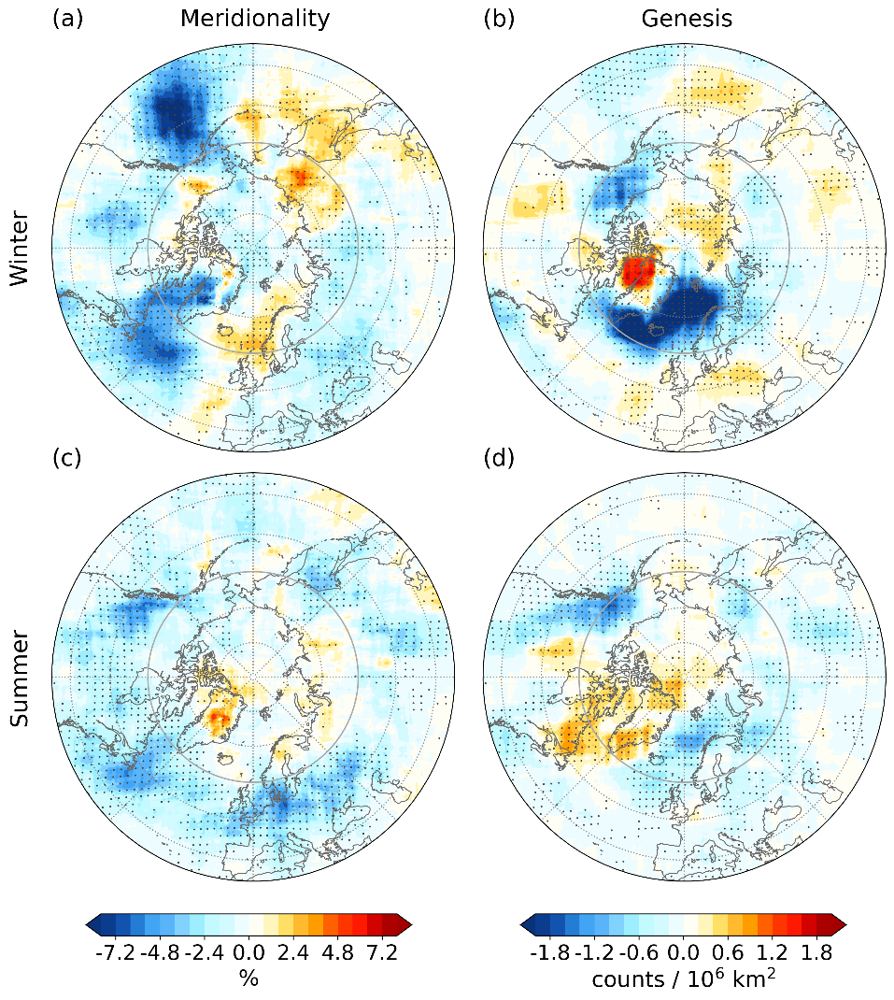 (a) Meridionality
(b) Genesis
Winter
(c)
(d)
Summer
-7.2 -4.8 -2.4 0.0 2.4 4.8 7.2
%
-1.8 -1.2 -0.6 0.0 0.6 1.2 1.8
counts / 10⁶ km²